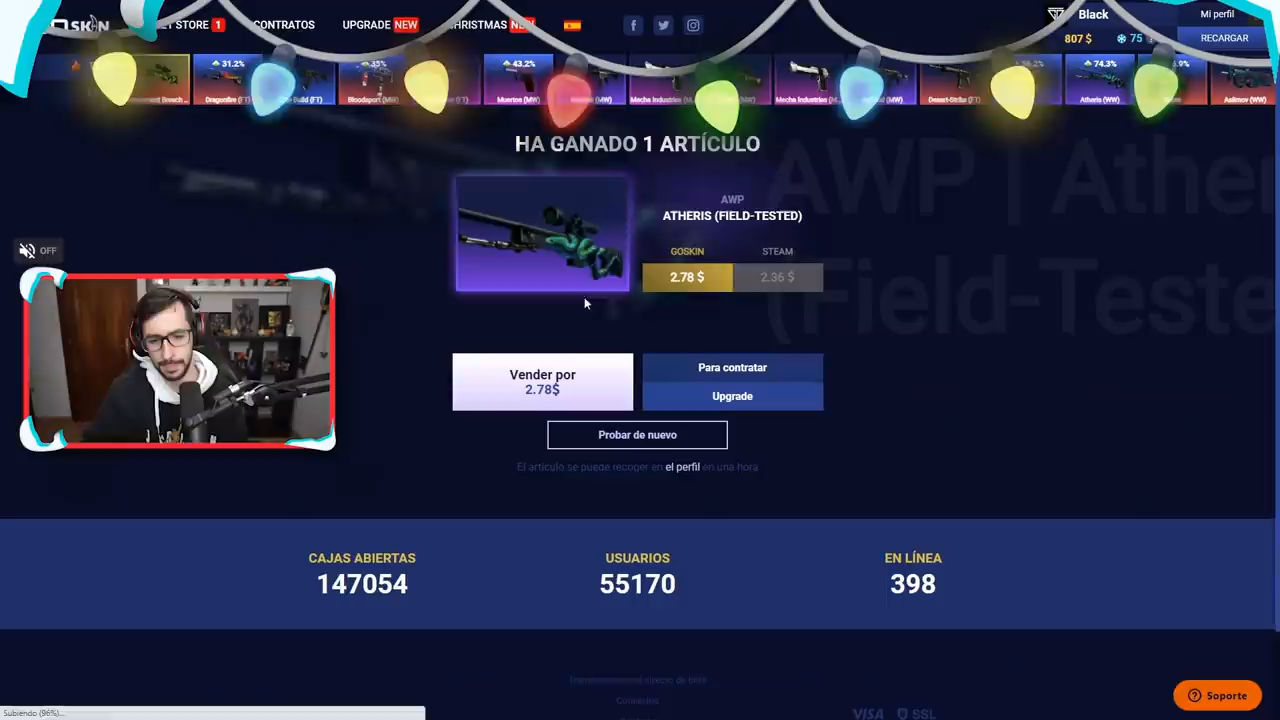 STORE 1
CONTRATOS
UPGRADE NEW
CHRISTMAS
Black
807 $
75
Mi perfil
RECARGAR
31.2%
43.2%
74.3%
Dragonfire (FT)
Bloodsport (MW)
Muertos (MW)
Mecha Industries (MW)
Mecha Industries
Desert-Strike (FT)
Atheris (WW)
Asiimov (WW)
HA GANADO 1 ARTÍCULO
AWP | Ather
(Field-Teste
AWP
ATHERIS (FIELD-TESTED)
GOSKIN
STEAM
2.78 $
2.36 $
OFF
Vender por
2.78$
Para contratar
Upgrade
Probar de nuevo
El artículo se puede recoger en el perfil en una hora
CAJAS ABIERTAS
USUARIOS
EN LÍNEA
147054
55170
398
VISA
SSL
Soporte
Subiendo (96%)...